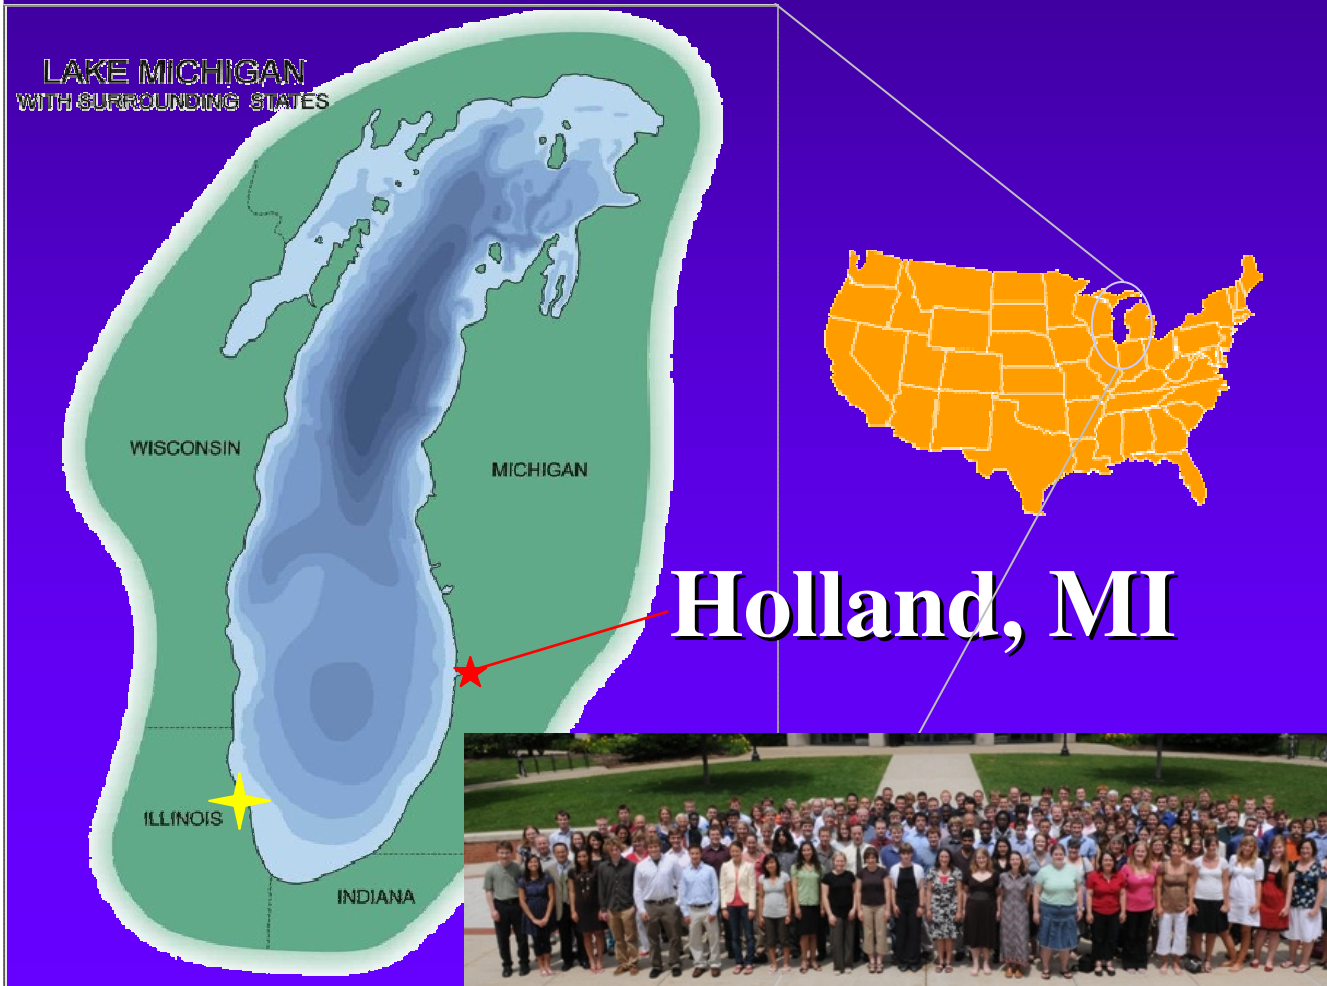 LAKE MICHIGAN
WITH SURROUNDING STATES
WISCONSIN
MICHIGAN
Holland, MI
ILLINOIS
INDIANA